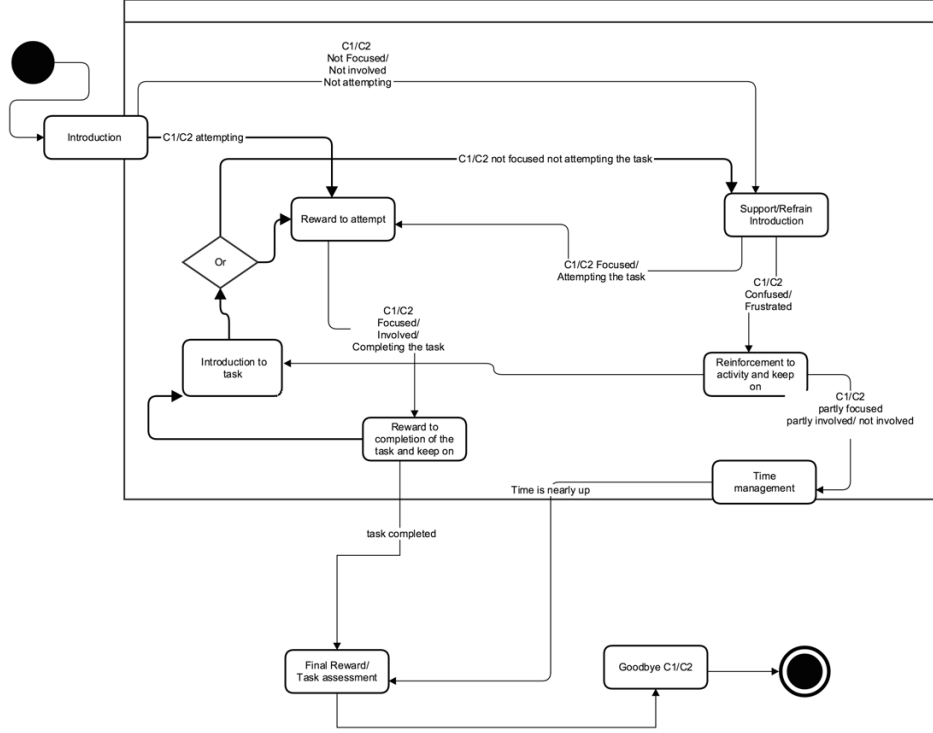 C1/C2
Not Focused/
Not involved
Not attempting
Introduction
C1/C2 attempting
C1/C2 not focused not attempting the task
Reward to attempt
Support/Refrain
Introduction
Or
C1/C2 Focused/
Attempting the task
C1/C2
Confused/
Frustrated
C1/C2
Focused/
Involved/
Completing the task
Introduction to
task
Reinforcement to
activity and keep
on
C1/C2
partly focused
partly involved/ not involved
Reward to
completion of the
task and keep on
Time
management
Time is nearly up
task completed
Final Reward/
Task assessment
Goodbye C1/C2